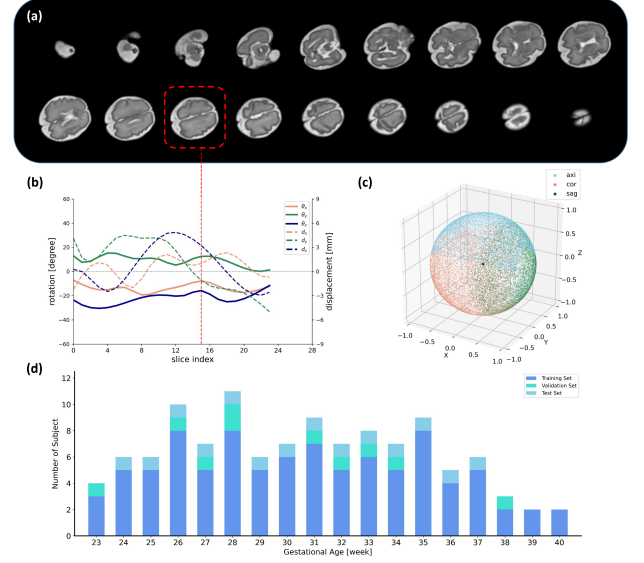 (a)
(b)
60
40
20
0
−20
−40
−60
rotation [degree]
0
4
8
12
16
20
24
28
slice index
9
6
3
0
−3
−6
−9
displacement [mm]
θx
θy
θz
dx
dy
dz
(c)
axi
cor
sag
1.0
0.5
0.0
−0.5
−1.0
Z
−1.0
−0.5
0.0
0.5
1.0
X
−1.0
−0.5
0.0
0.5
1.0
Y
(d)
12
10
8
6
4
2
0
Number of Subject
Training Set
Validation Set
Test Set
23 24 25 26 27 28 29 30 31 32 33 34 35 36 37 38 39 40
Gestational Age [week]